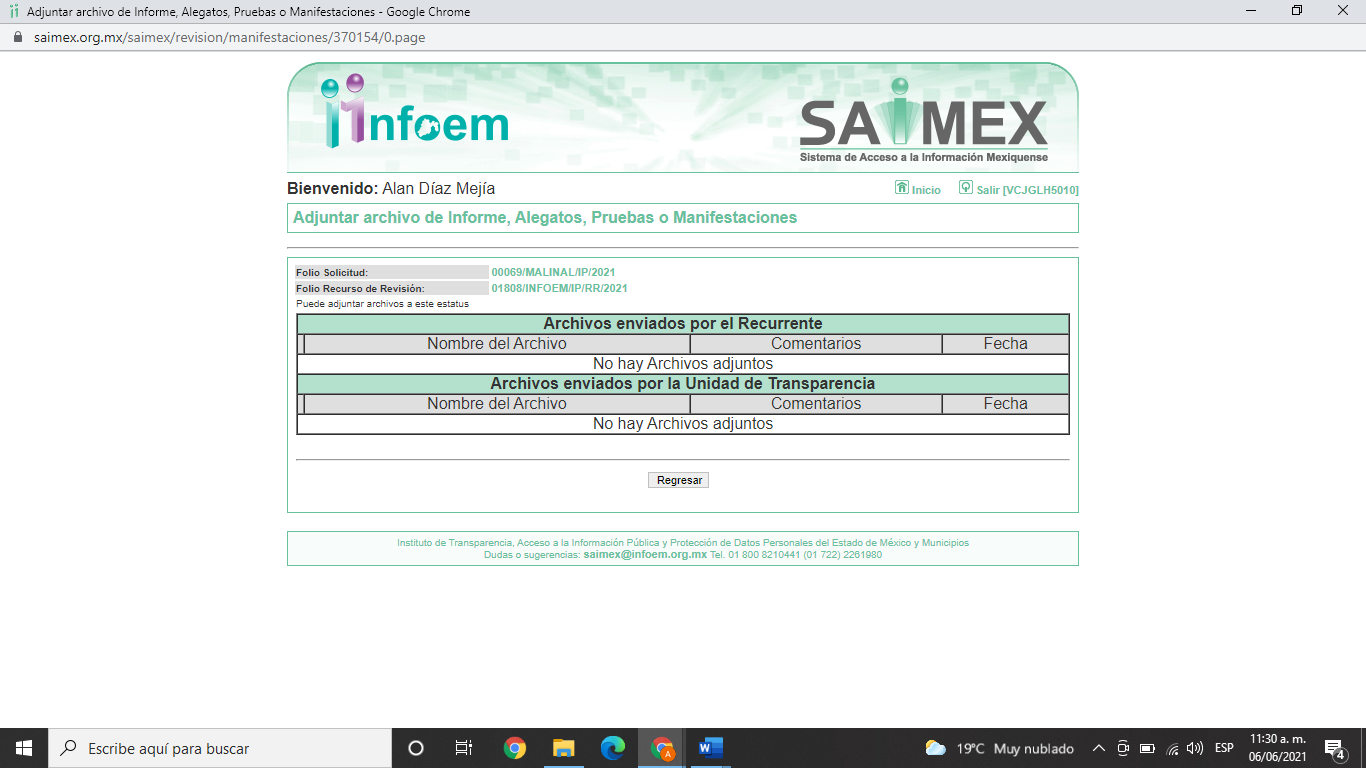 Adjuntar archivo de Informe, Alegatos, Pruebas o Manifestaciones - Google Chrome
saimex.org.mx/saimex/revision/manifestaciones/370154/0.page
infoem
SAIMEX
Sistema de Acceso a la Información Mexiquense
Bienvenido: Alan Díaz Mejía
Inicio Salir [VCJGLH5010]
Adjuntar archivo de Informe, Alegatos, Pruebas o Manifestaciones
Folio Solicitud: 00069/MALINAL/IP/2021
Folio Recurso de Revisión: 01808/INFOEM/IP/RR/2021
Puede adjuntar archivos a este estatus
Archivos enviados por el Recurrente
Nombre del Archivo Comentarios Fecha
No hay Archivos adjuntos
Archivos enviados por la Unidad de Transparencia
Nombre del Archivo Comentarios Fecha
No hay Archivos adjuntos
Regresar
Instituto de Transparencia, Acceso a la Información Pública y Protección de Datos Personales del Estado de México y Municipios
Dudas o sugerencias: saimex@infoem.org.mx Tel. 01 800 8210441 (01 722) 2261980
Escribe aquí para buscar
19°C Muy nublado
ESP
11:30 a. m.
06/06/2021
4